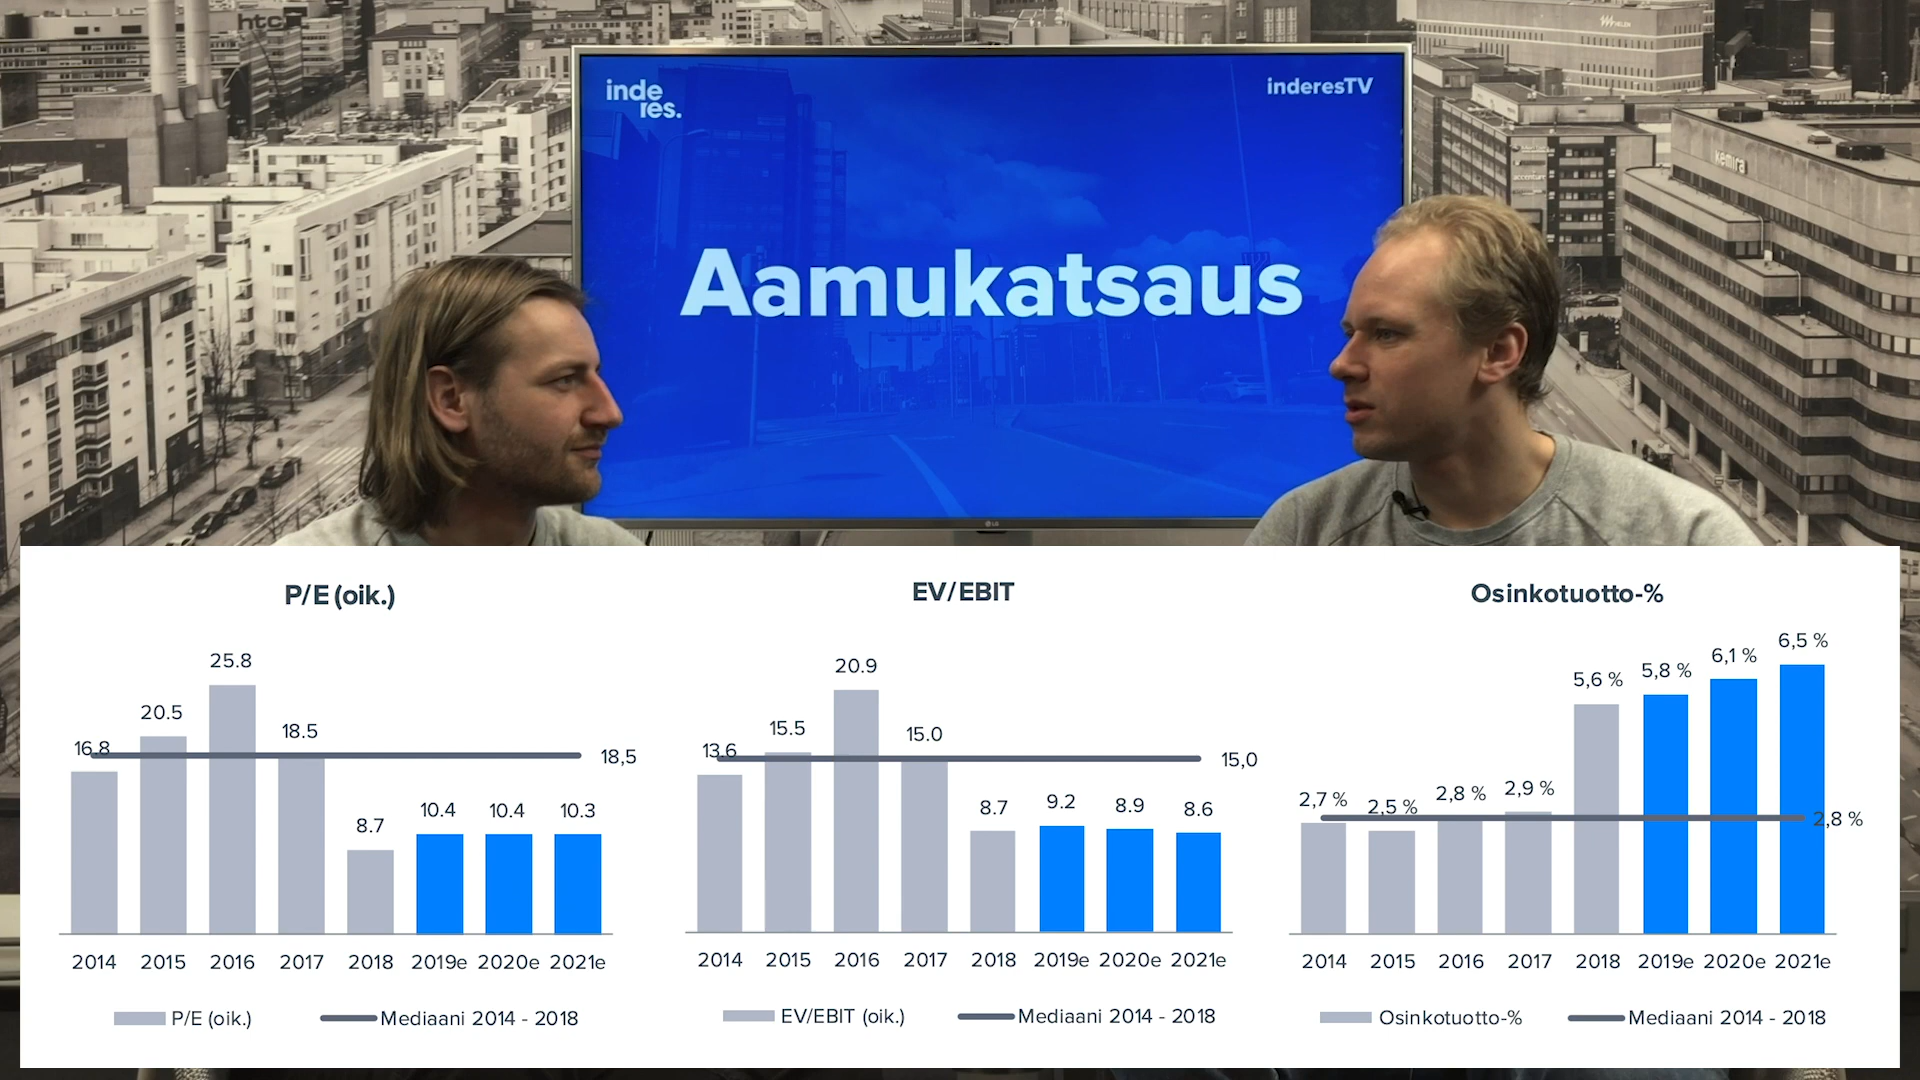 htc
HELEN
kemira
accenture
inde
res.
inderesTV
Aamukatsaus
LG
P/E (oik.)
16.8
20.5
25.8
18.5
8.7
10.4
10.4
10.3
18,5
2014 2015 2016 2017 2018 2019e 2020e 2021e
P/E (oik.)
Mediaani 2014 - 2018
EV/EBIT
13.6
15.5
20.9
15.0
8.7
9.2
8.9
8.6
15,0
2014 2015 2016 2017 2018 2019e 2020e 2021e
EV/EBIT (oik.)
Mediaani 2014 - 2018
Osinkotuotto-%
2,7 %
2,5 %
2,8 %
2,9 %
5,6 %
5,8 %
6,1 %
6,5 %
2,8 %
2014 2015 2016 2017 2018 2019e 2020e 2021e
Osinkotuotto-%
Mediaani 2014 - 2018